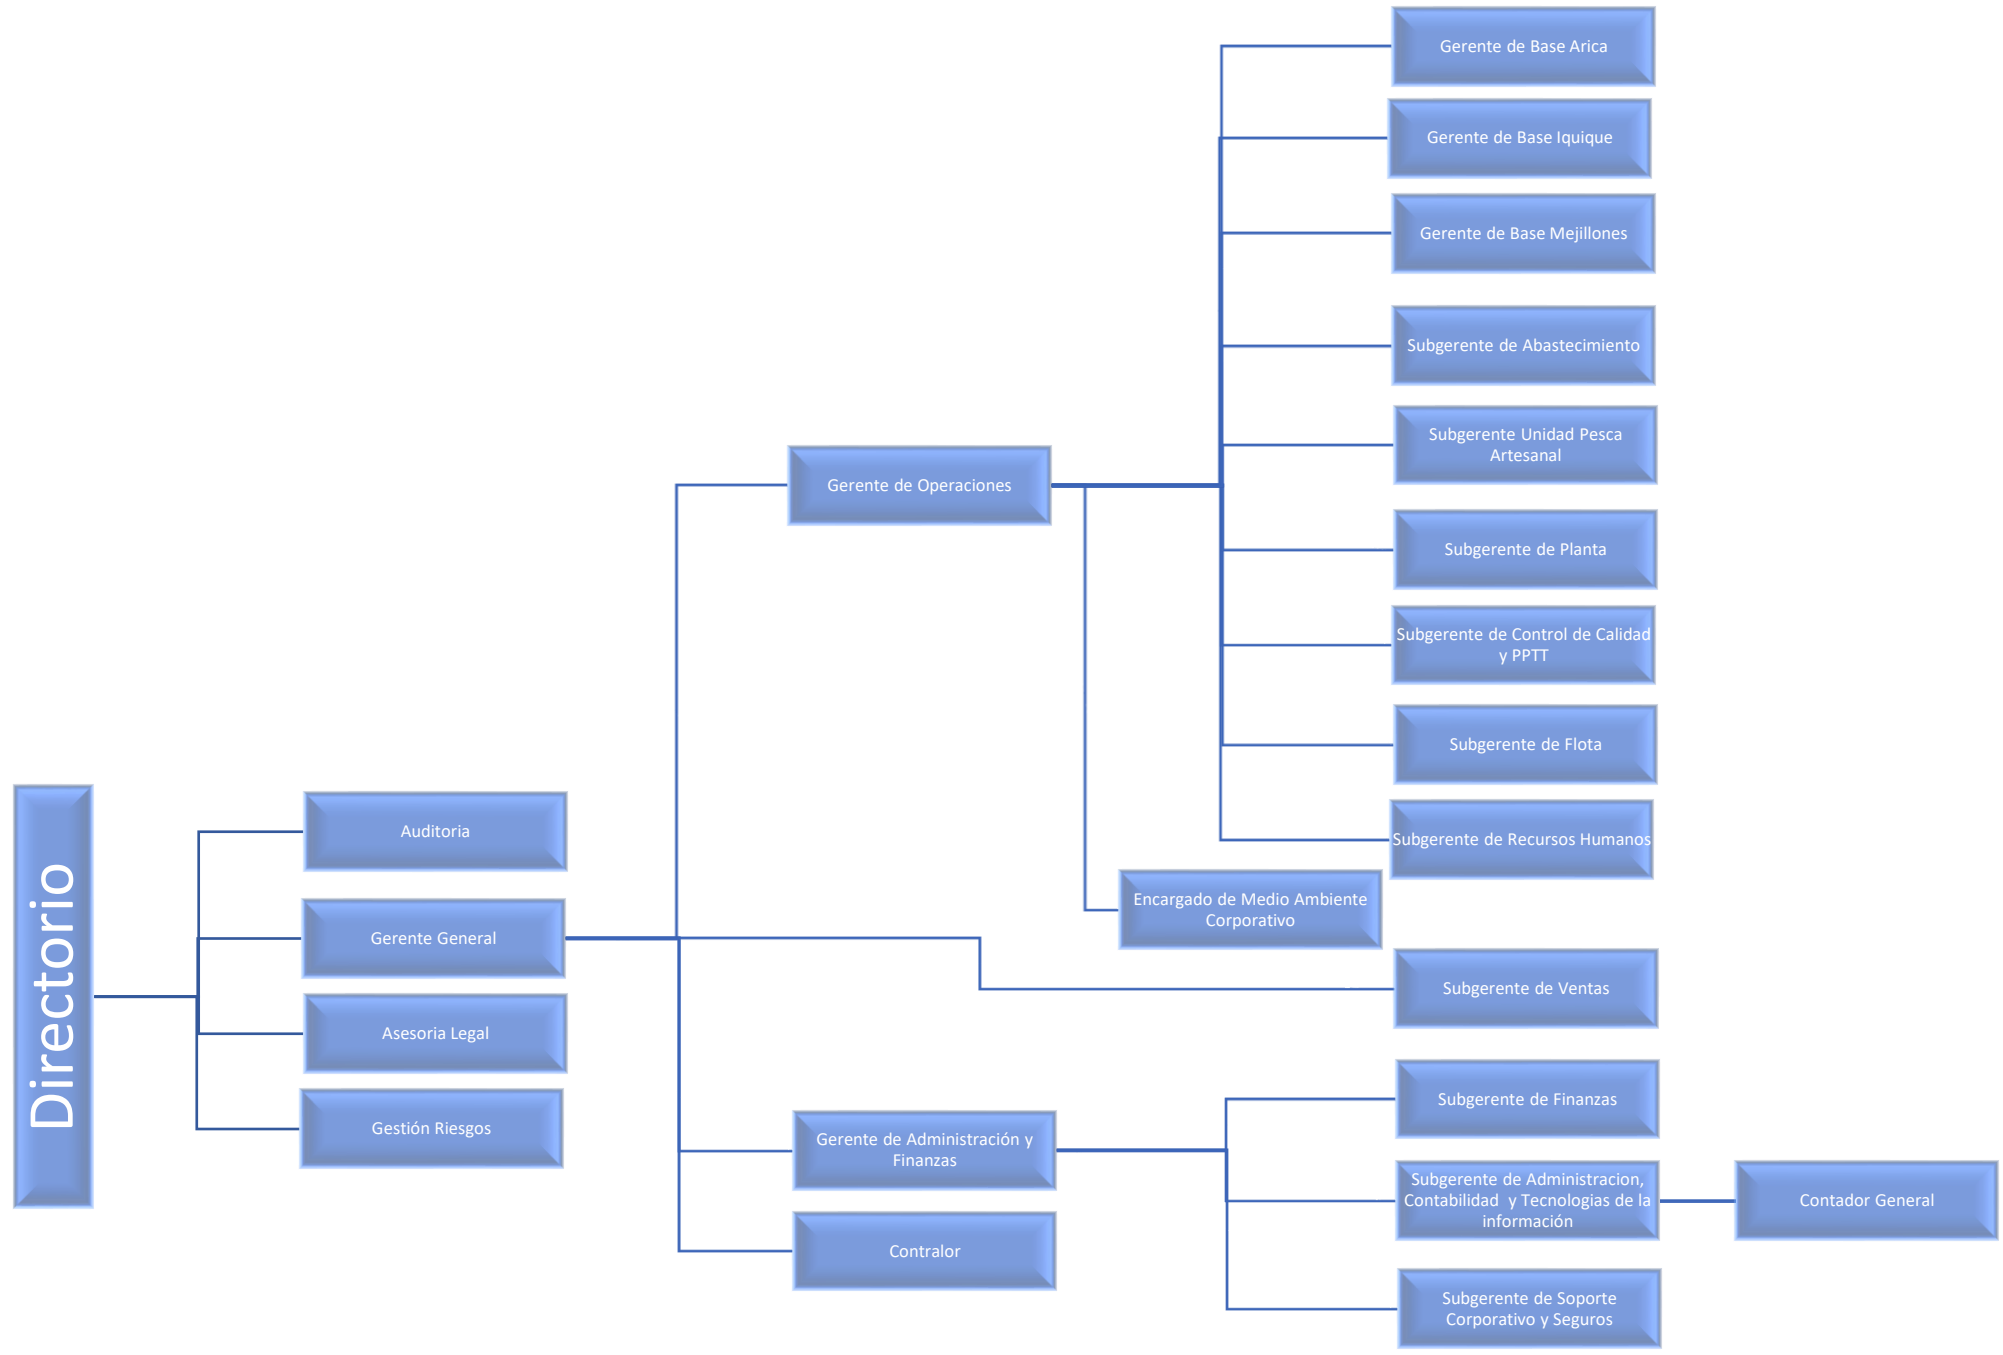 Directorio
Auditoria
Gerente General
Asesoria Legal
Gestión Riesgos
Gerente de Operaciones
Gerente de Administración y
Finanzas
Contralor
Encargado de Medio Ambiente
Corporativo
Gerente de Base Arica
Gerente de Base Iquique
Gerente de Base Mejillones
Subgerente de Abastecimiento
Subgerente Unidad Pesca
Artesanal
Subgerente de Planta
Subgerente de Control de Calidad
y PPTT
Subgerente de Flota
Subgerente de Recursos Humanos
Subgerente de Ventas
Subgerente de Finanzas
Subgerente de Administracion,
Contabilidad y Tecnologias de la
información
Subgerente de Soporte
Corporativo y Seguros
Contador General